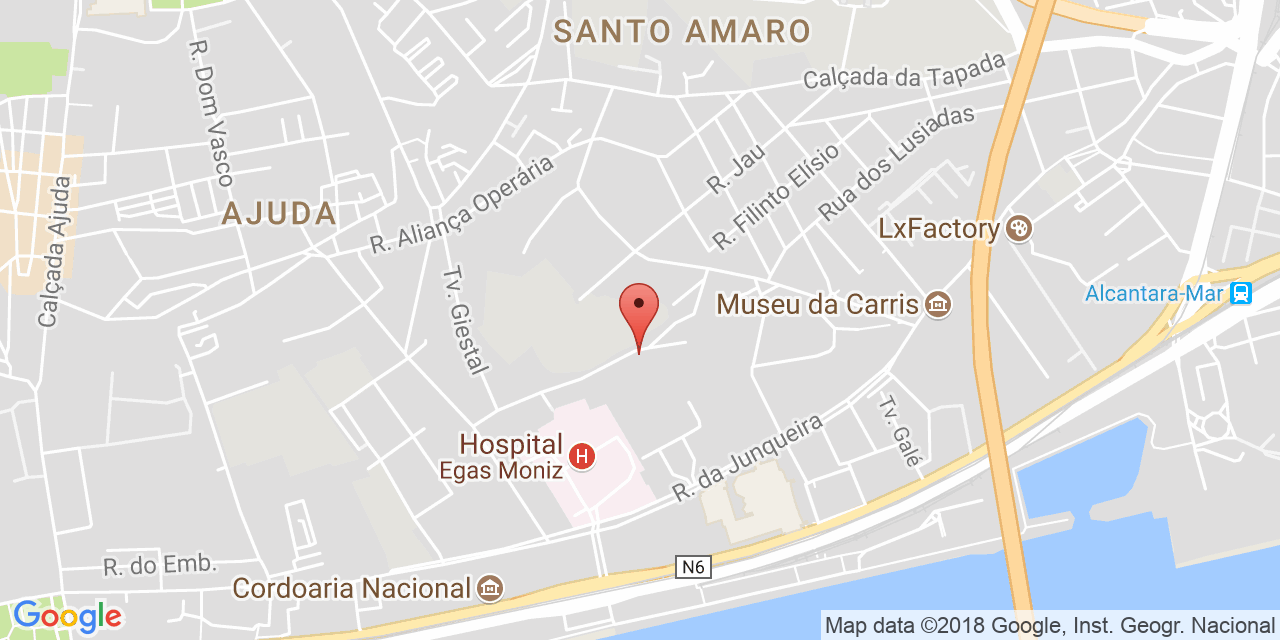 SANTO AMARO
Calçada da Tapada
R. Dom Vasco
Rua dos Lusiadas
R. Jau
R. Filinto Elísio
R. Aliança Operária
AJUDA
Calçada Ajuda
LxFactory
Tv. Giestal
Alcantara-Mar
Museu da Carris
Tv. Galé
R. da Junqueira
Hospital
Egas Moniz
H
N6
R. do Emb.
Cordoaria Nacional
Google
Map data ©2018 Google, Inst. Geogr. Nacional